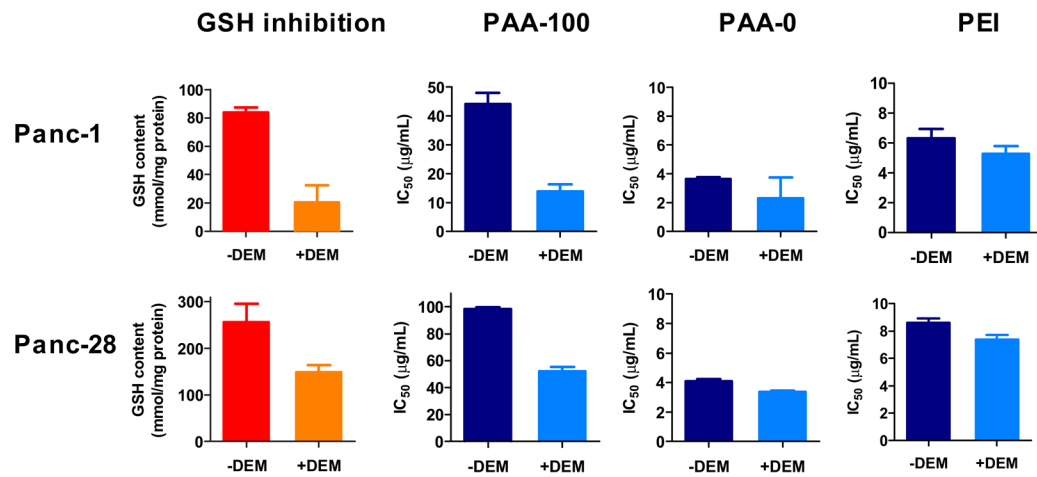 GSH inhibition PAA-100 PAA-0 PEI
Panc-1
GSH content
(mmol/mg protein)
100
80
60
40
20
0
-DEM +DEM
IC50 (μg/mL)
50
40
30
20
10
0
-DEM +DEM
IC50 (μg/mL)
10
8
6
4
2
0
-DEM +DEM
IC50 (μg/mL)
10
8
6
4
2
0
-DEM +DEM
Panc-28
GSH content
(mmol/mg protein)
300
200
100
0
-DEM +DEM
IC50 (μg/mL)
100
80
60
40
20
0
-DEM +DEM
IC50 (μg/mL)
10
8
6
4
2
0
-DEM +DEM
IC50 (μg/mL)
10
8
6
4
2
0
-DEM +DEM